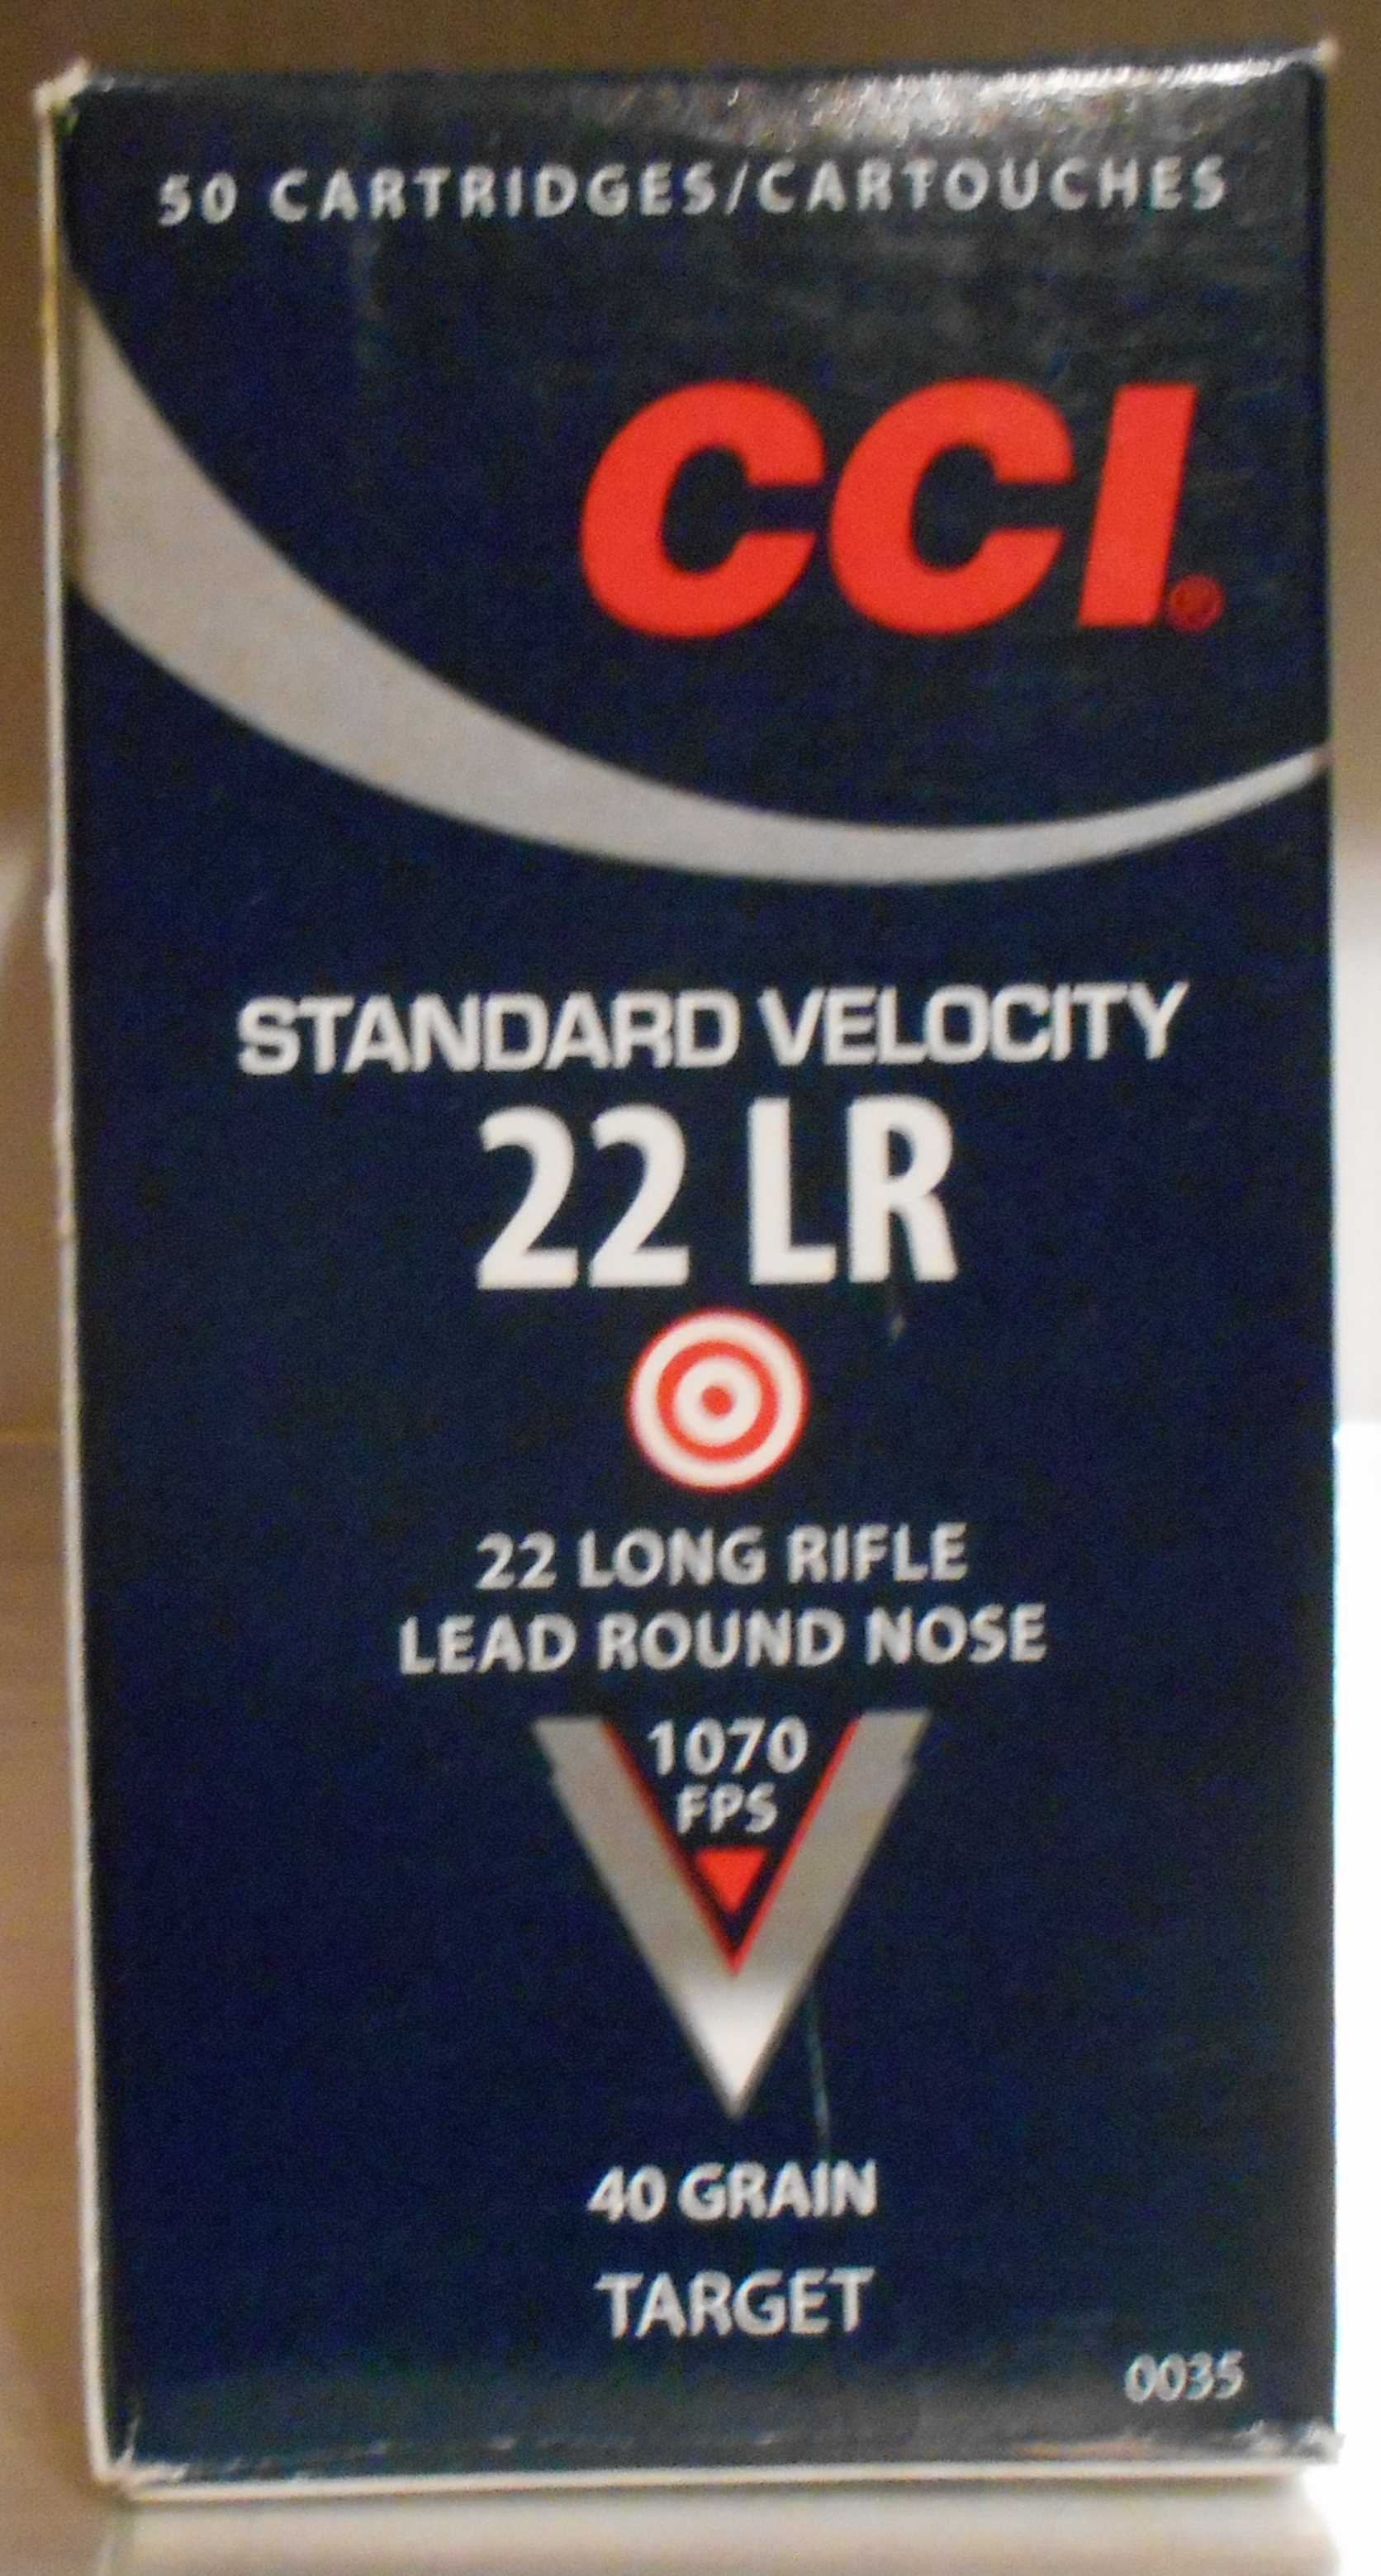 50 CARTRIDGES/CARTOUCHES
CCI®
STANDARD VELOCITY
22 LR
22 LONG RIFLE
LEAD ROUND NOSE
1070
FPS
40 GRAIN
TARGET
0035